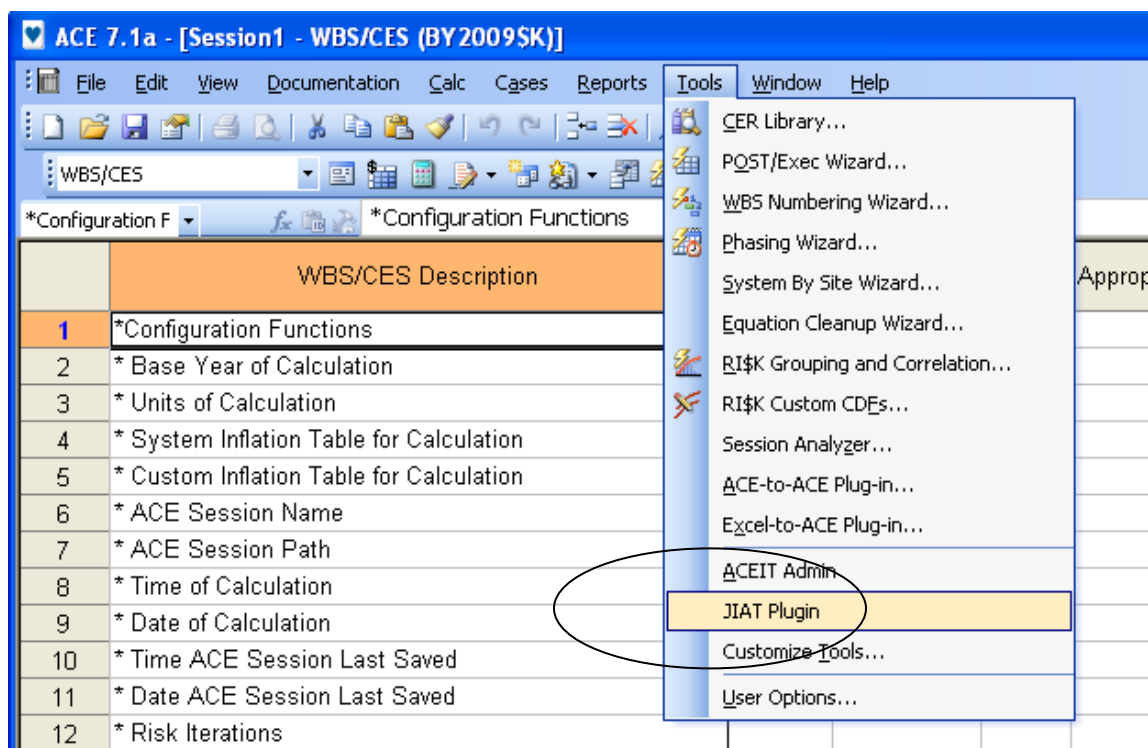 ACE 7.1a - [Session1 - WBS/CES (BY2009$K)]
File Edit View Documentation Calc Cases Reports Tools Window Help
WBS/CES
*Configuration F *Configuration Functions
WBS/CES Description Approp
1 *Configuration Functions
2 * Base Year of Calculation
3 * Units of Calculation
4 * System Inflation Table for Calculation
5 * Custom Inflation Table for Calculation
6 * ACE Session Name
7 * ACE Session Path
8 * Time of Calculation
9 * Date of Calculation
10 * Time ACE Session Last Saved
11 * Date ACE Session Last Saved
12 * Risk Iterations
CER Library...
POST/Exec Wizard...
WBS Numbering Wizard...
Phasing Wizard...
System By Site Wizard...
Equation Cleanup Wizard...
RI$K Grouping and Correlation...
RI$K Custom CDFs...
Session Analyzer...
ACE-to-ACE Plug-in...
Excel-to-ACE Plug-in...
ACEIT Admin
JIAT Plugin
Customize Tools...
User Options...